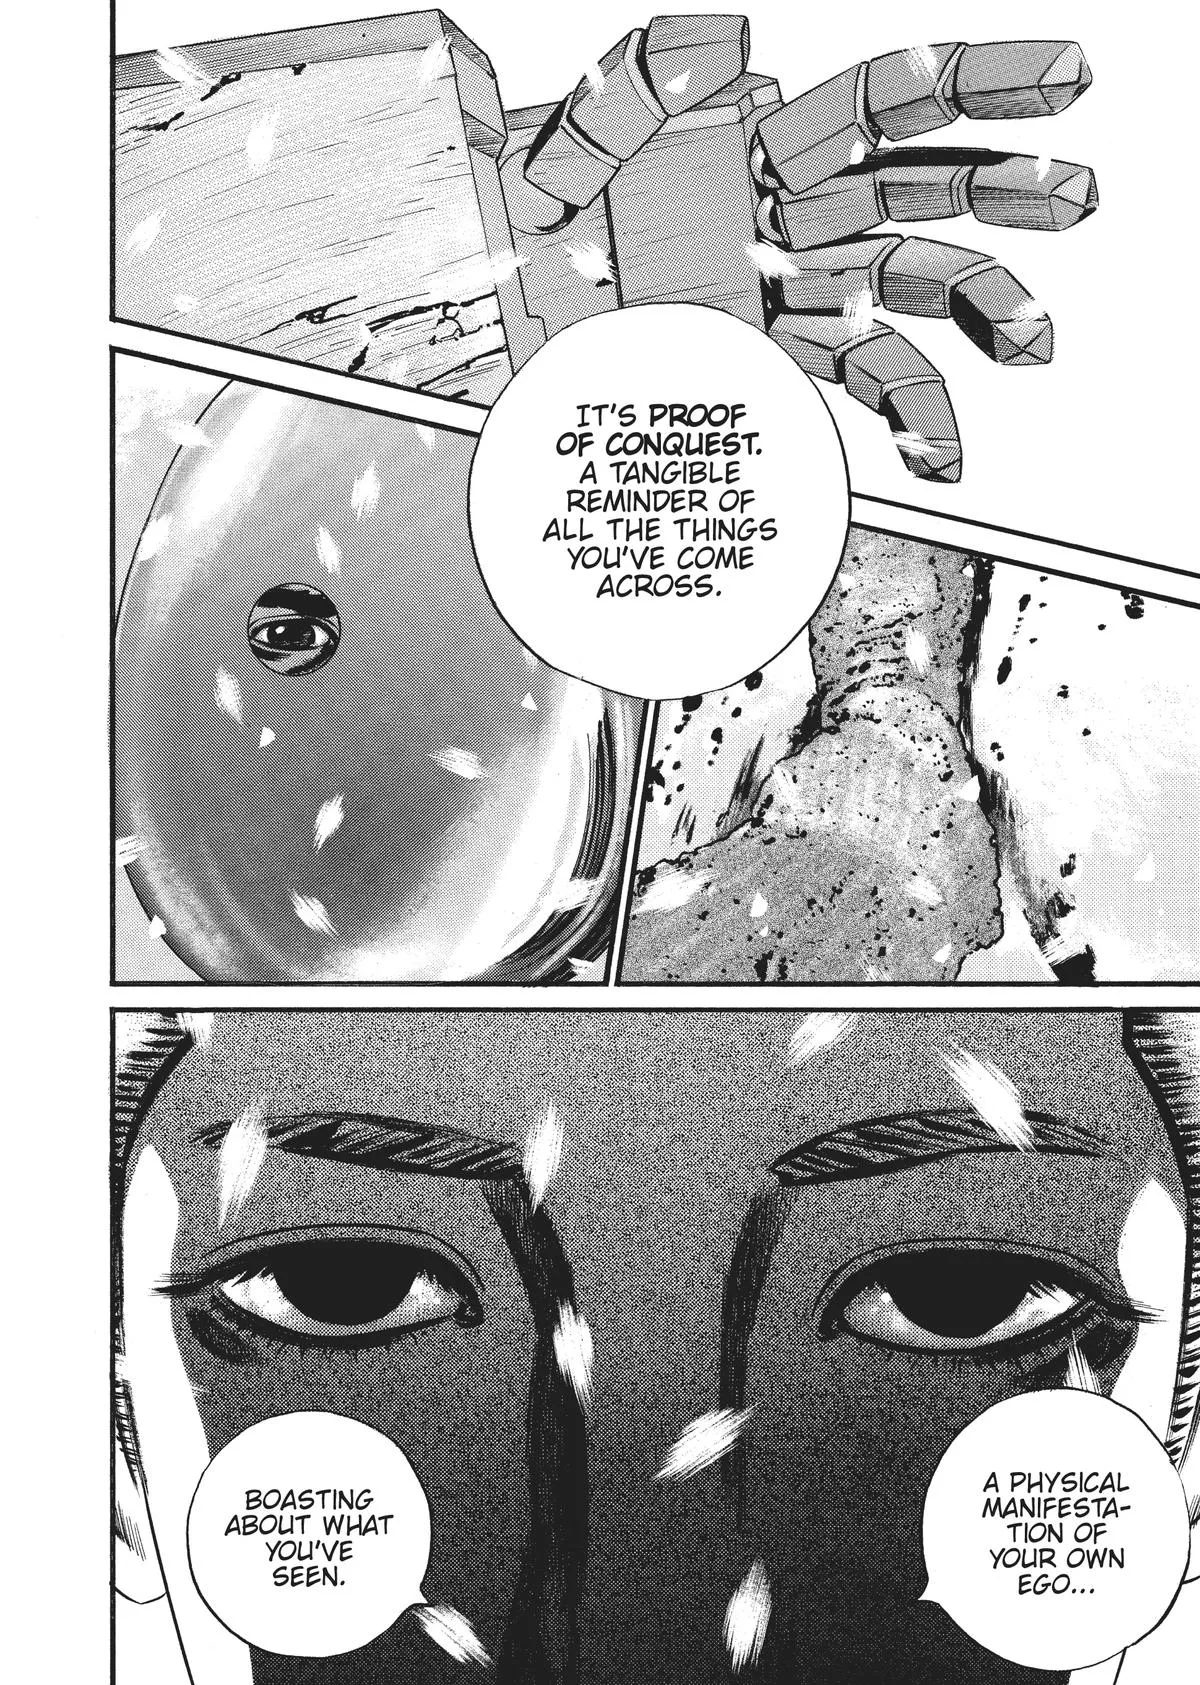 IT'S PROOF
OF CONQUEST.
A TANGIBLE
REMINDER OF
ALL THE THINGS
YOU'VE COME
ACROSS.
A PHYSICAL
MANIFESTA-
TION OF
YOUR OWN
EGO...
BOASTING
ABOUT WHAT
YOU'VE
SEEN.